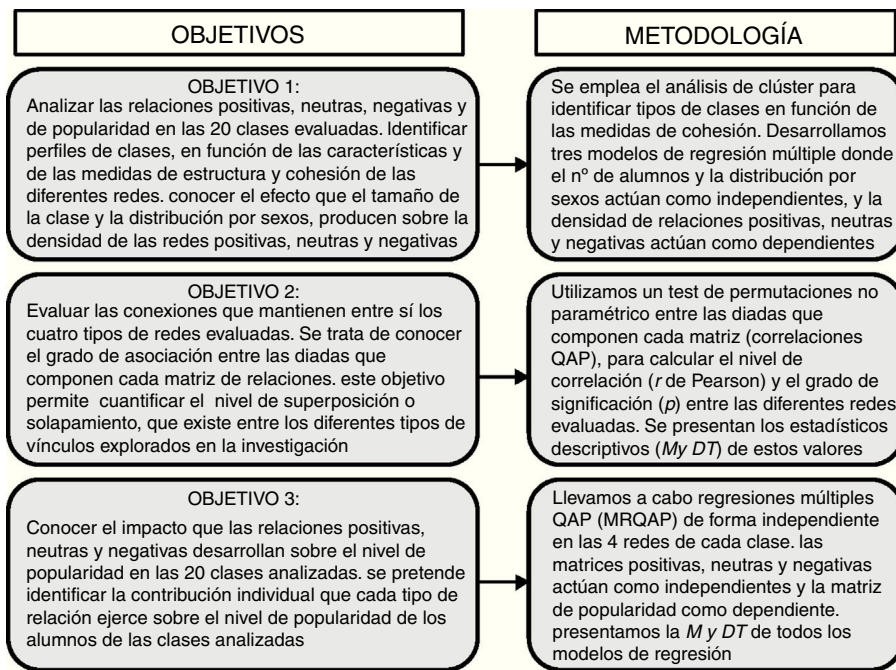 OBJETIVOS
METODOLOGÍA
OBJETIVO 1:
Analizar las relaciones positivas, neutras, negativas y
de popularidad en las 20 clases evaluadas. Identificar
perfiles de clases, en función de las características y
de las medidas de estructura y cohesión de las
diferentes redes. conocer el efecto que el tamaño de
la clase y la distribución por sexos, producen sobre la
densidad de las redes positivas, neutras y negativas
Se emplea el análisis de clúster para
identificar tipos de clases en función de
las medidas de cohesión. Desarrollamos
tres modelos de regresión múltiple donde
el nº de alumnos y la distribución por
sexos actúan como independientes, y la
densidad de relaciones positivas, neutras
y negativas actúan como dependientes
OBJETIVO 2:
Evaluar las conexiones que mantienen entre sí los
cuatro tipos de redes evaluadas. Se trata de conocer
el grado de asociación entre las diadas que
componen cada matriz de relaciones. este objetivo
permite cuantificar el nivel de superposición o
solapamiento, que existe entre los diferentes tipos de
vínculos explorados en la investigación
Utilizamos un test de permutaciones no
paramétrico entre las diadas que
componen cada matriz (correlaciones
QAP), para calcular el nivel de
correlación (r de Pearson) y el grado de
significación (p) entre las diferentes redes
evaluadas. Se presentan los estadísticos
descriptivos (My DT) de estos valores
OBJETIVO 3:
Conocer el impacto que las relaciones positivas,
neutras y negativas desarrollan sobre el nivel de
popularidad en las 20 clases analizadas. se pretende
identificar la contribución individual que cada tipo de
relación ejerce sobre el nivel de popularidad de los
alumnos de las clases analizadas
Llevamos a cabo regresiones múltiples
QAP (MRQAP) de forma independiente
en las 4 redes de cada clase. las
matrices positivas, neutras y negativas
actúan como independientes y la matriz
de popularidad como dependiente.
presentamos la M y DT de todos los
modelos de regresión